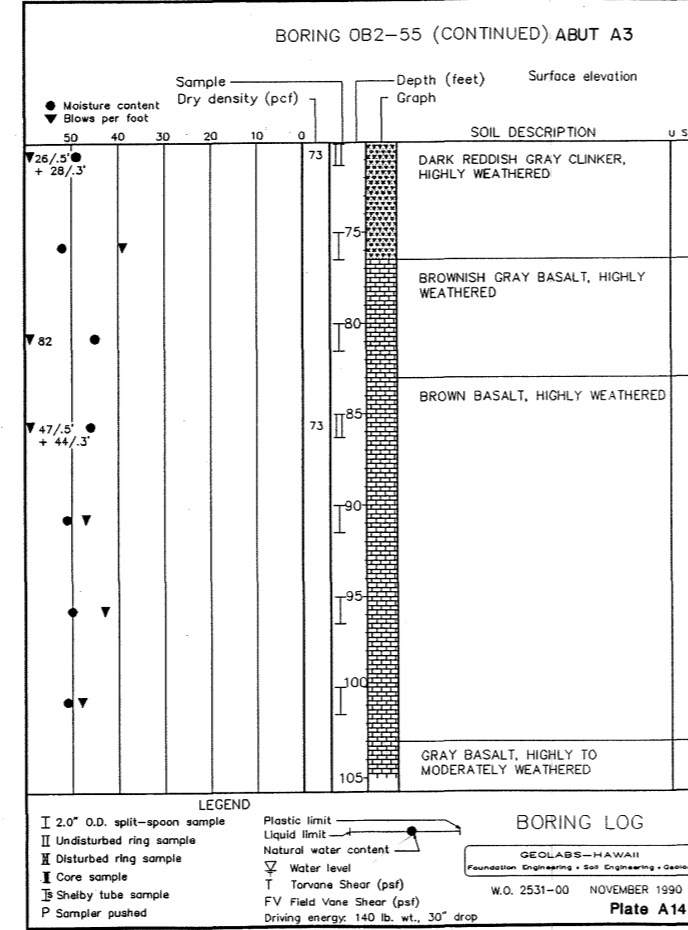 BORING OB2-55 (CONTINUED) ABUT A3
Sample
Depth (feet)
Surface elevation
Dry density (pcf)
Graph
● Moisture content
▼ Blows per foot
50 40 30 20 10 0
SOIL DESCRIPTION
U S
26/.5'
+ 28/.3'
73
DARK REDDISH GRAY CLINKER,
HIGHLY WEATHERED
75
BROWNISH GRAY BASALT, HIGHLY
WEATHERED
80
82
BROWN BASALT, HIGHLY WEATHERED
85
47/.5'
+ 44/.3'
73
90
95
100
GRAY BASALT, HIGHLY TO
MODERATELY WEATHERED
105
LEGEND
2.0" O.D. split-spoon sample
Undisturbed ring sample
Disturbed ring sample
Core sample
Shelby tube sample
P Sampler pushed
Plastic limit
Liquid limit
Natural water content
Water level
T Torvane Shear (psf)
FV Field Vane Shear (psf)
Driving energy: 140 lb. wt., 30" drop
BORING LOG
GEOLABS-HAWAII
Foundation Engineering • Soil Engineering • Geolo
W.O. 2531-00 NOVEMBER 1990
Plate A14